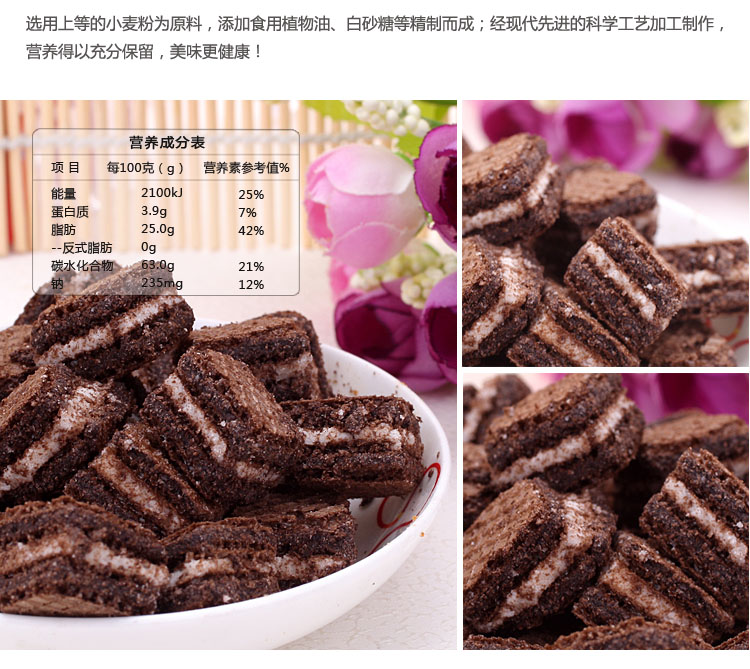 选用上等的小麦粉为原料，添加食用植物油、白砂糖等精制而成；经现代先进的科学工艺加工制作，
营养得以充分保留，美味更健康！
营养成分表
项 目 每100克（g） 营养素参考值%
能量 2100kJ 25%
蛋白质 3.9g 7%
脂肪 25.0g 42%
--反式脂肪 0g
碳水化合物 63.0g 21%
钠 235mg 12%